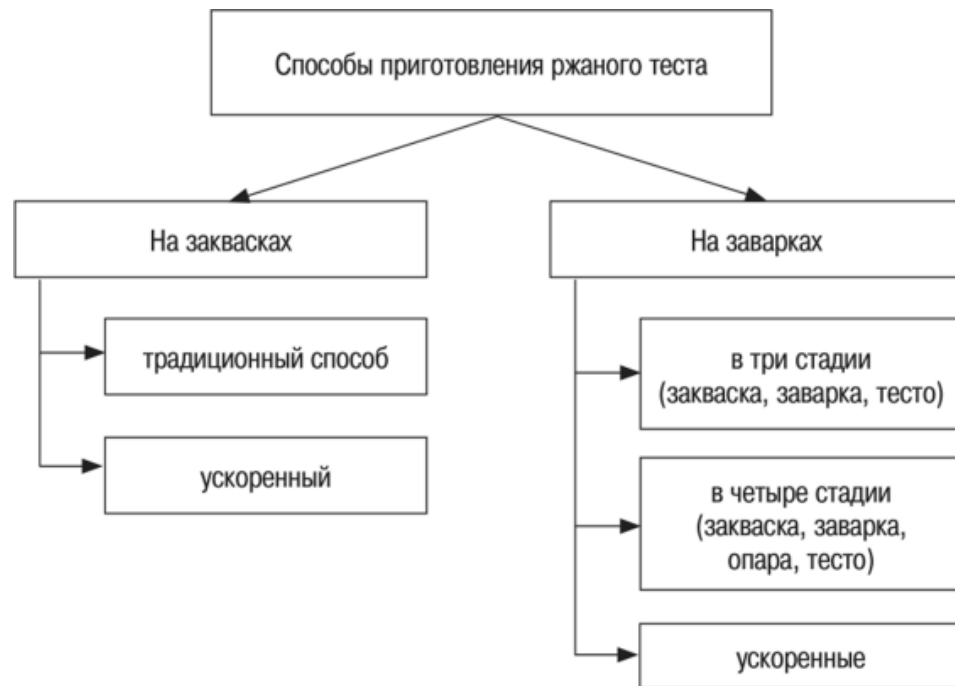 Способы приготовления ржаного теста
На заквасках
традиционный способ
ускоренный
На заварках
в три стадии
(закваска, заварка, тесто)
в четыре стадии
(закваска, заварка,
опара, тесто)
ускоренные